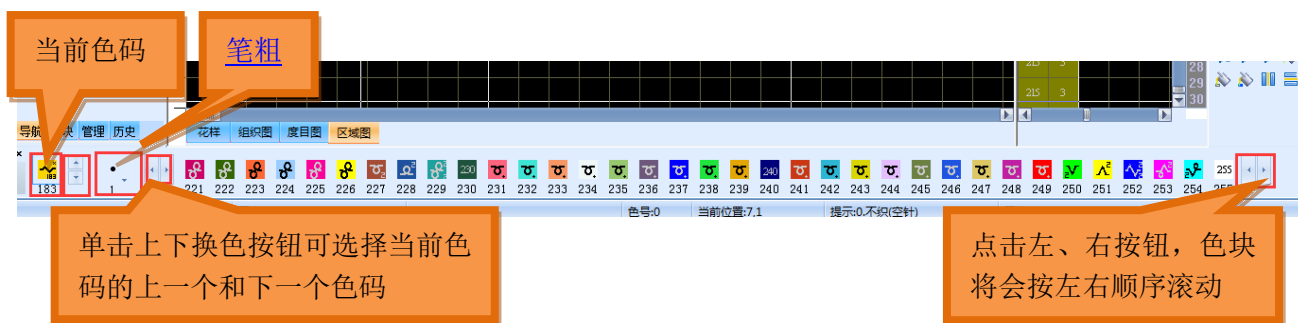 当前色码
笔粗
215 3
28
215 3
29
30
导航 块 管理 历史
花样 组织图 度目图 区域图
183
230
240
255
183 1 221 222 223 224 225 226 227 228 229 230 231 232 233 234 235 236 237 238 239 240 241 242 243 244 245 246 247 248 249 250 251 252 253 254
色号:0 当前位置:7,1 提示:0,不织(空针)
单击上下换色按钮可选择当前色
码的上一个和下一个色码
点击左、右按钮，色块
将会按左右顺序滚动